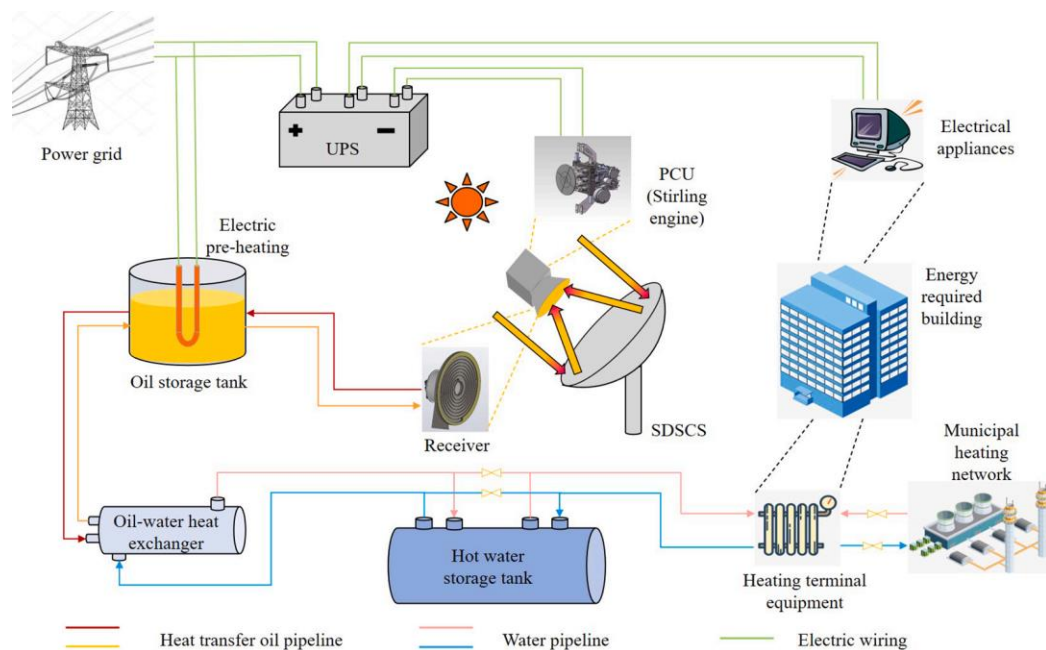 Power grid
+
−
UPS
Electric
pre-heating
Oil storage tank
PCU
(Stirling
engine)
Receiver
SDSCS
Electrical
appliances
Energy
required
building
Municipal
heating
network
Oil-water heat
exchanger
Hot water
storage tank
Heating terminal
equipment
Heat transfer oil pipeline
Water pipeline
Electric wiring